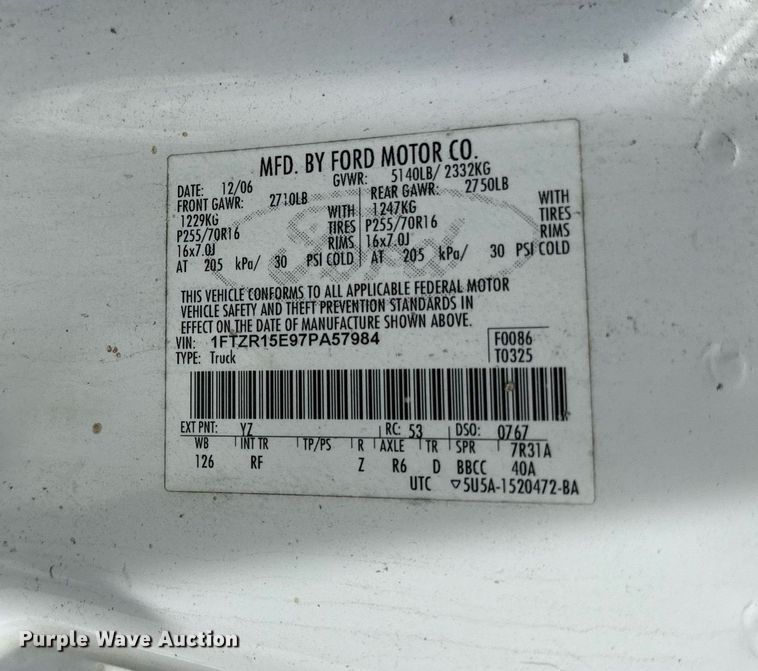 MFD. BY FORD MOTOR CO.
DATE: 12/06 GVWR: 5140LB/ 2332KG
FRONT GAWR: 2710LB REAR GAWR: 2750LB
1229KG WITH 1247KG WITH
P255/70R16 TIRES P255/70R16 TIRES
16x7.0J RIMS 16x7.0J RIMS
AT 205 kPa/ 30 PSI COLD AT 205 kPa/ 30 PSI COLD
Ford
THIS VEHICLE CONFORMS TO ALL APPLICABLE FEDERAL MOTOR
VEHICLE SAFETY AND THEFT PREVENTION STANDARDS IN
EFFECT ON THE DATE OF MANUFACTURE SHOWN ABOVE.
VIN: 1FTZR15E97PA57984 F0086
TYPE: Truck T0325
EXT PNT: YZ RC: 53 DSO: 0767
WB INT TR TP/PS R AXLE TR SPR 7R31A
126 RF Z R6 D BBCC 40A
UTC ▽5U5A-1520472-BA
Purple Wave Auction